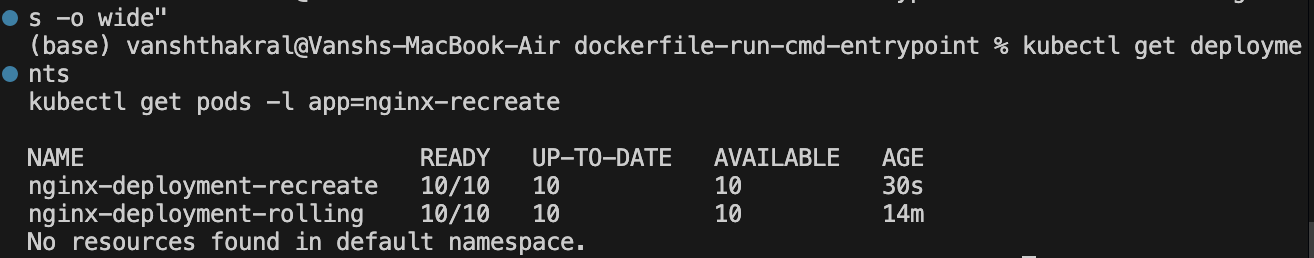 s -o wide"
(base) vanshthakral@Vanshs-MacBook-Air dockerfile-run-cmd-entrypoint % kubectl get deployme
nts
kubectl get pods -l app=nginx-recreate
NAME READY UP-TO-DATE AVAILABLE AGE
nginx-deployment-recreate 10/10 10 10 30s
nginx-deployment-rolling 10/10 10 10 14m
No resources found in default namespace.